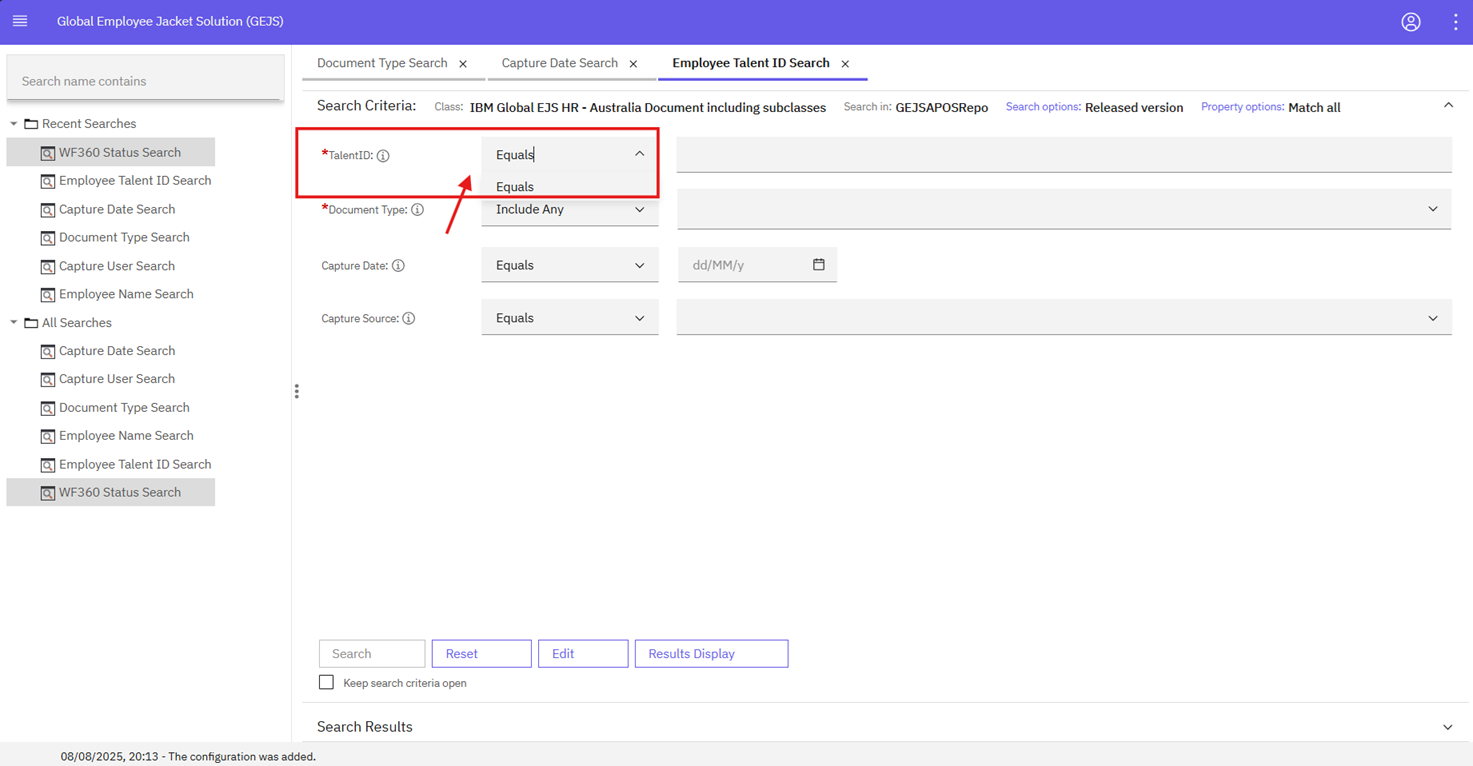 Global Employee Jacket Solution (GEJS)
Search name contains
Recent Searches
WF360 Status Search
Employee Talent ID Search
Capture Date Search
Document Type Search
Capture User Search
Employee Name Search
All Searches
Capture Date Search
Capture User Search
Document Type Search
Employee Name Search
Employee Talent ID Search
WF360 Status Search
Document Type Search
Capture Date Search
Employee Talent ID Search
Search Criteria: Class: IBM Global EJS HR - Australia Document including subclasses Search in: GEJSAPOSRepo Search options: Released version Property options: Match all
*TalentID: Equals
Equals
*Document Type: Include Any
Capture Date: Equals dd/MM/y
Capture Source: Equals
Search Reset Edit Results Display
Keep search criteria open
Search Results
08/08/2025, 20:13 - The configuration was added.